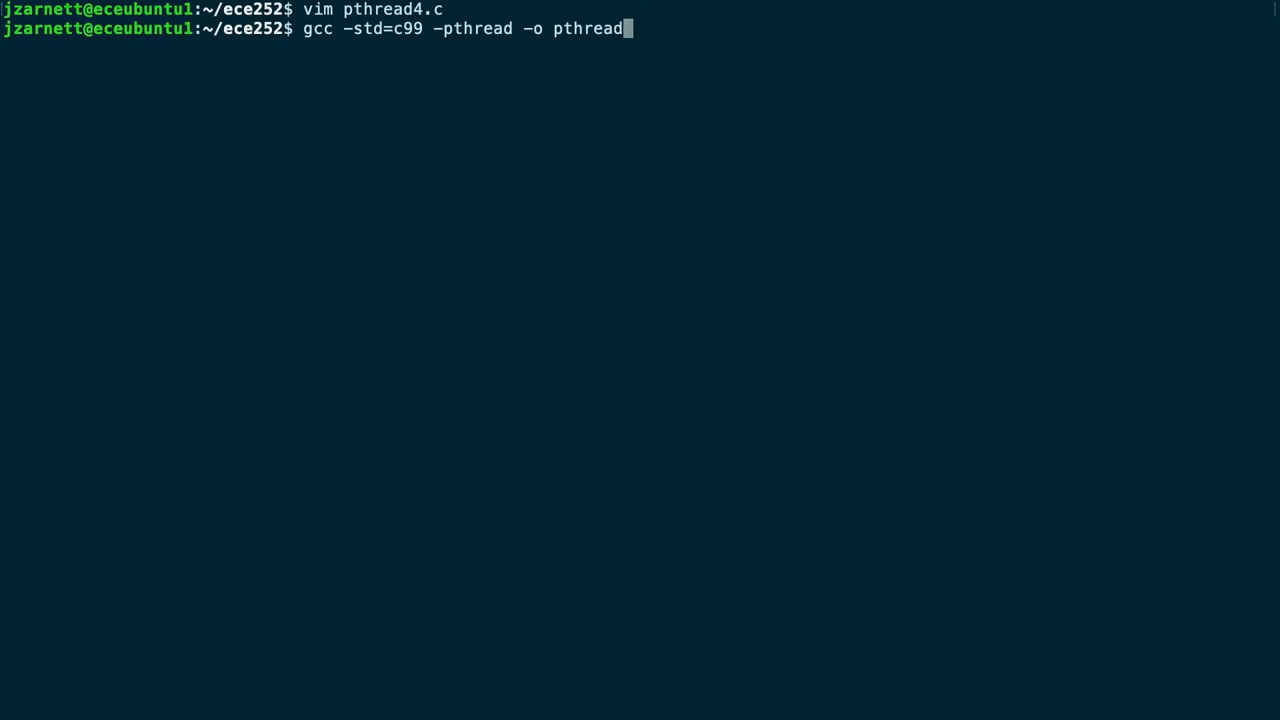 jzarnett@eceubuntu1:~/ece252$ vim pthread4.c
jzarnett@eceubuntu1:~/ece252$ gcc -std=c99 -pthread -o pthread